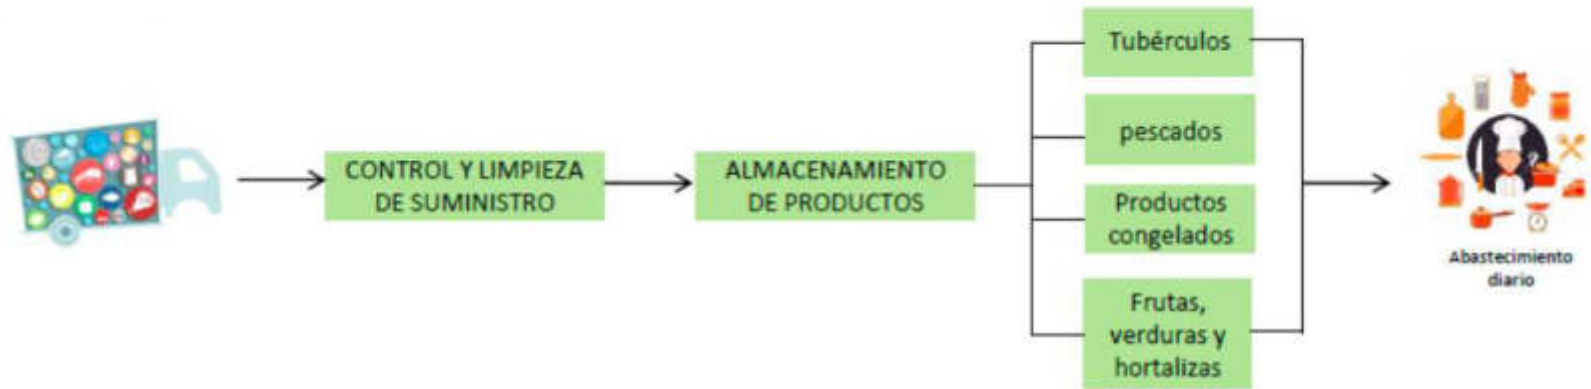 CONTROL Y LIMPIEZA
DE SUMINISTRO
ALMACENAMIENTO
DE PRODUCTOS
Tubérculos
pescados
Productos
congelados
Frutas,
verduras y
hortalizas
Abastecimiento
diario